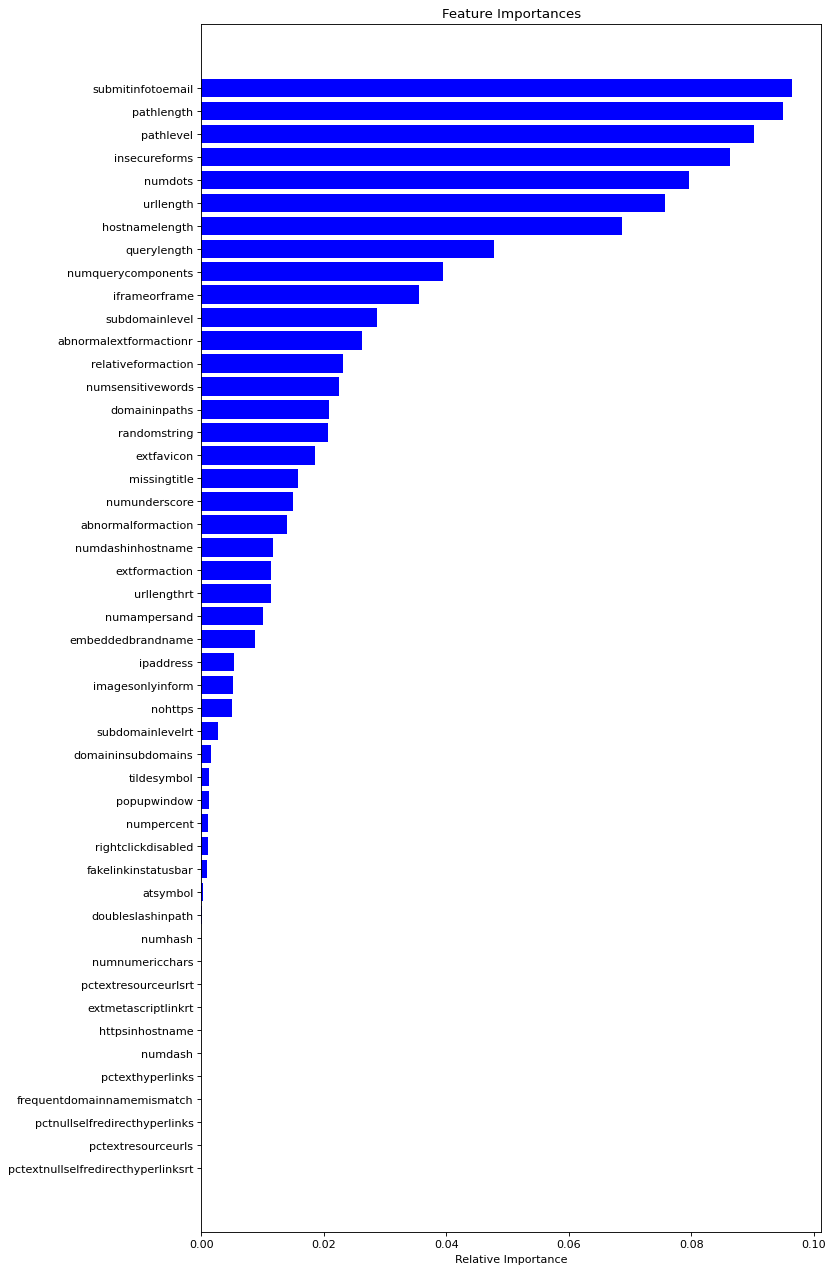 Feature Importances
submitinfotoemail
pathlength
pathlevel
insecureforms
numdots
urllength
hostnamelength
querylength
numquerycomponents
iframeorframe
subdomainlevel
abnormalextformactionr
relativeformaction
numsensitivewords
domaininpaths
randomstring
extfavicon
missingtitle
numunderscore
abnormalformaction
numdashinhostname
extformaction
urllengthrt
numampersand
embeddedbrandname
ipaddress
imagesonlyinform
nohttps
subdomainlevelrt
domaininsubdomains
tildesymbol
popupwindow
numpercent
rightclickdisabled
fakelinkinstatusbar
atsymbol
doubleslashinpath
numhash
numnumericchars
pctextresourceurlsrt
extmetascriptlinkrt
httpsinhostname
numdash
pctexthyperlinks
frequentdomainnamemismatch
pctnullselfredirecthyperlinks
pctextresourceurls
pctextnullselfredirecthyperlinksrt
0.00 0.02 0.04 0.06 0.08 0.10
Relative Importance